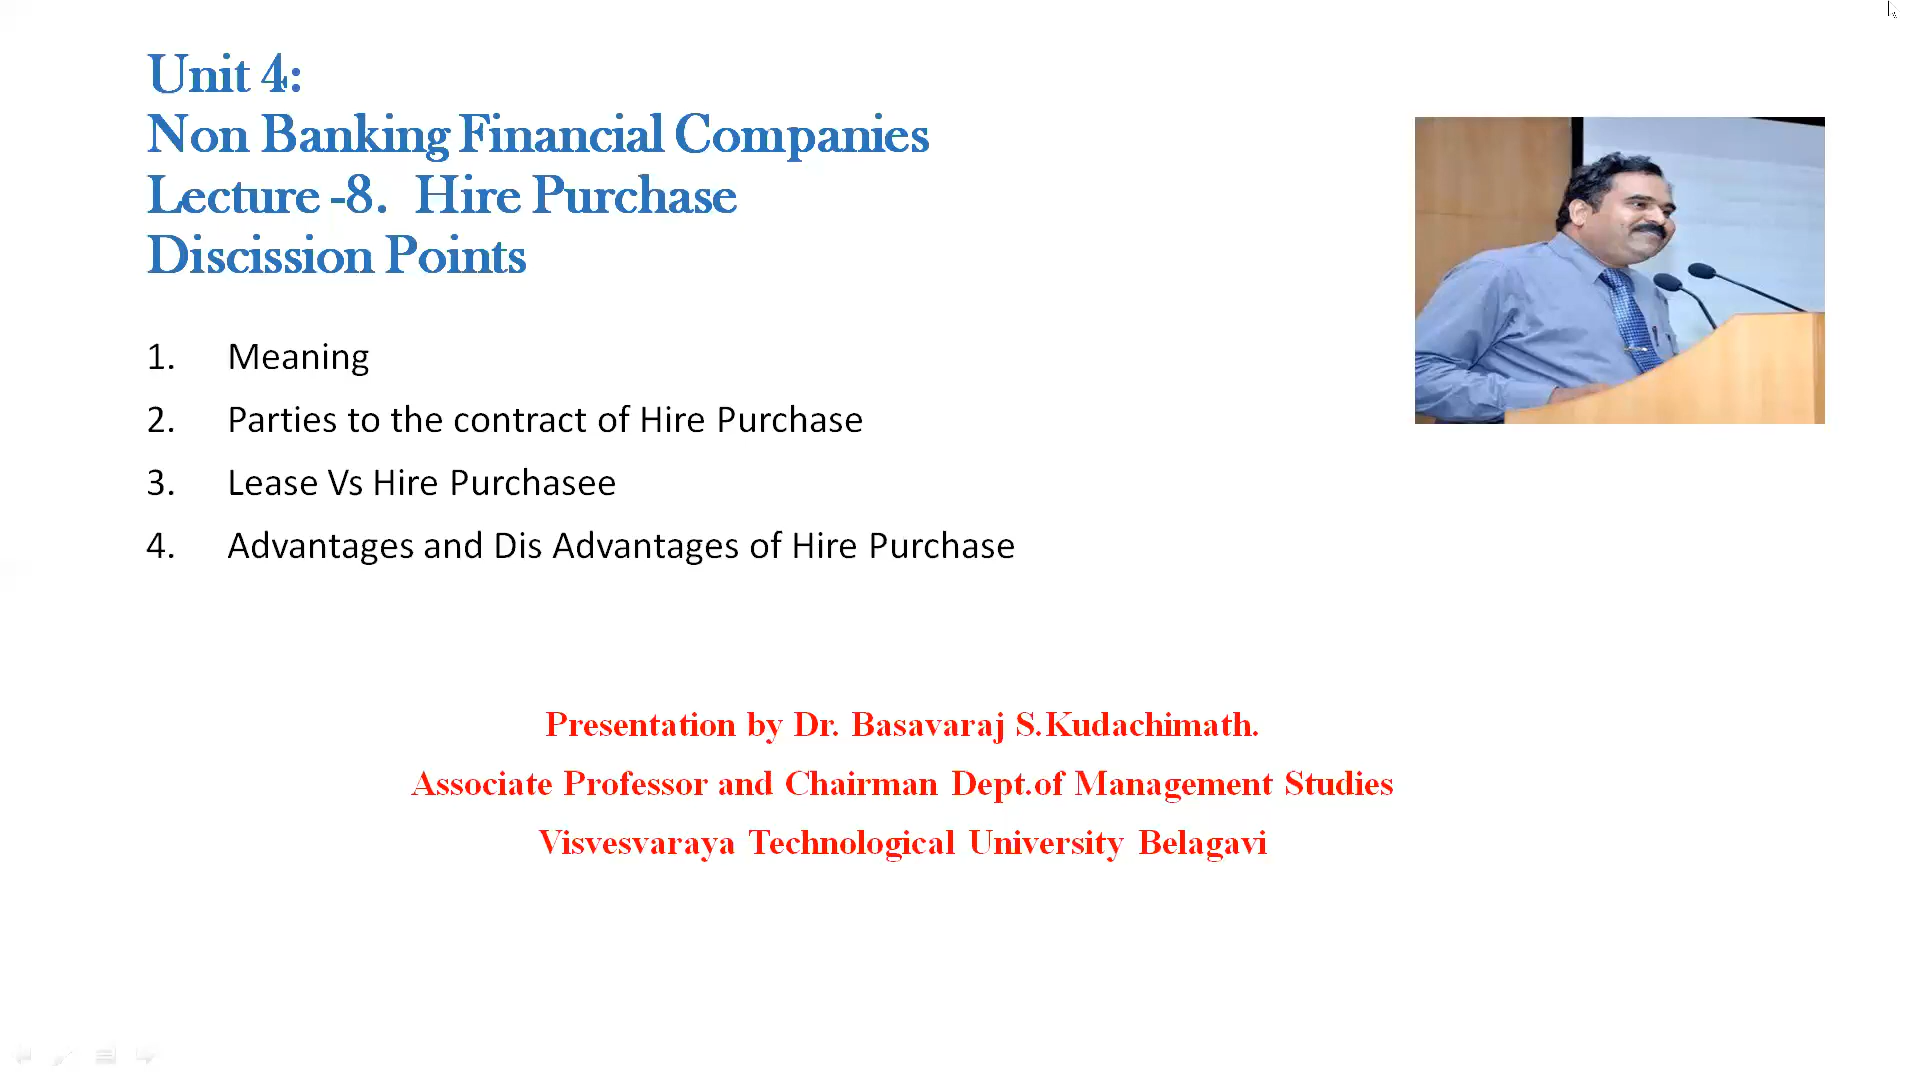 Unit 4:
Non Banking Financial Companies
Lecture -8. Hire Purchase
Discission Points
1. Meaning
2. Parties to the contract of Hire Purchase
3. Lease Vs Hire Purchasee
4. Advantages and Dis Advantages of Hire Purchase
Presentation by Dr. Basavaraj S.Kudachimath.
Associate Professor and Chairman Dept.of Management Studies
Visvesvaraya Technological University Belagavi